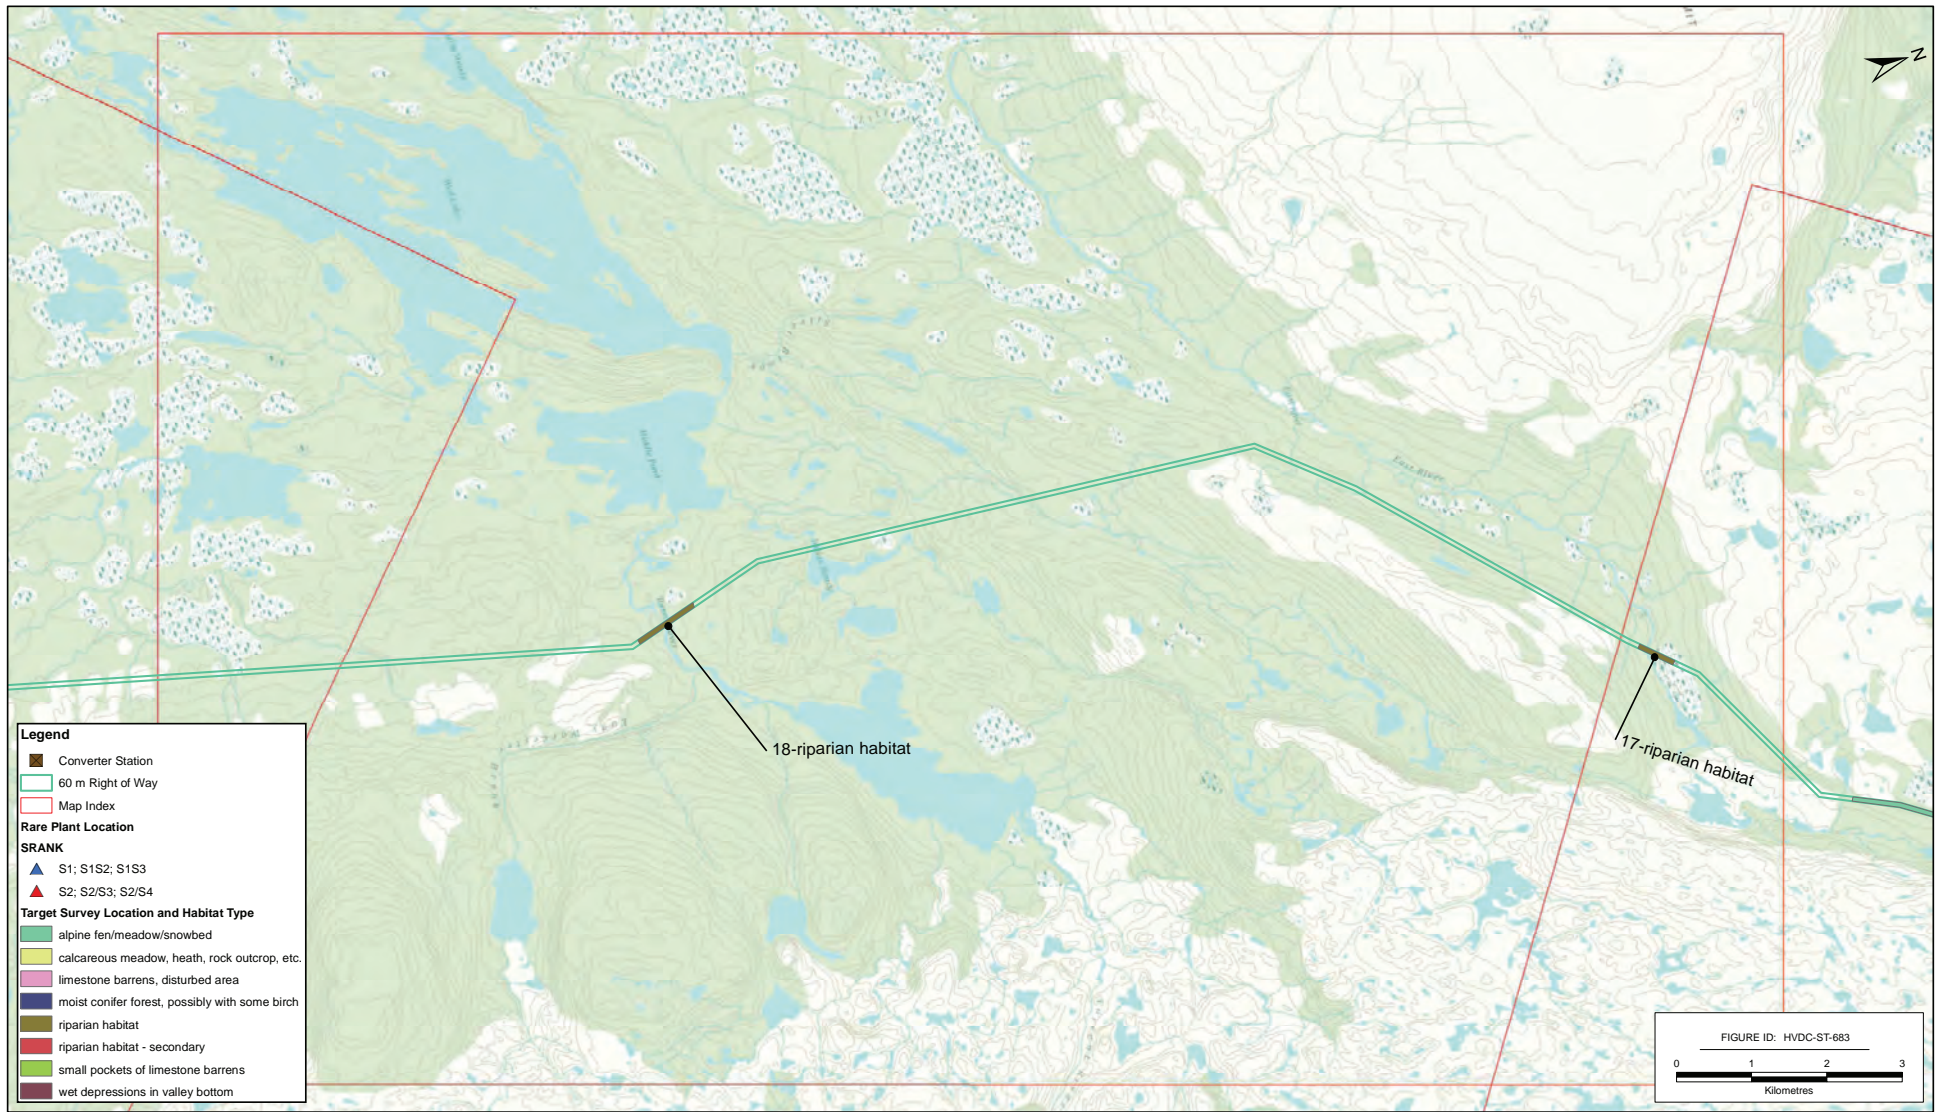 N
Middle Pond
East River
18-riparian habitat
17-riparian habitat
Legend
Converter Station
60 m Right of Way
Map Index
Rare Plant Location
SRANK
S1; S1S2; S1S3
S2; S2/S3; S2/S4
Target Survey Location and Habitat Type
alpine fen/meadow/snowbed
calcareous meadow, heath, rock outcrop, etc.
limestone barrens, disturbed area
moist conifer forest, possibly with some birch
riparian habitat
riparian habitat - secondary
small pockets of limestone barrens
wet depressions in valley bottom
FIGURE ID: HVDC-ST-683
0 1 2 3
Kilometres